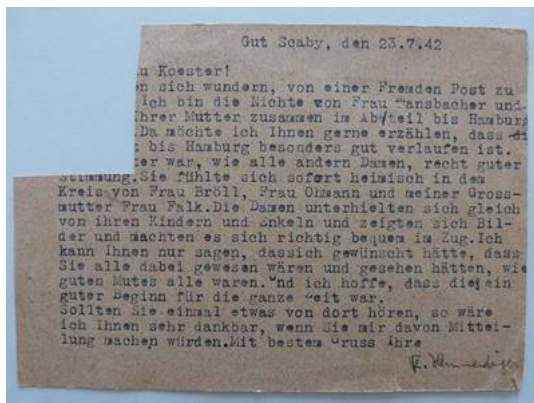 Gut Scaby, den 23.7.42
u Koester!
n sich wundern, von einer Fremden Post zu
Ich bin die Nichte von Frau Mansbacher und
hrer Mutter zusammen im Abteil bis Hamburg
.Da möchte ich Ihnen gerne erzählen, dass di
t bis Hamburg besonders gut verlaufen ist.
ter war, wie alle andern Damen, recht guter
Stimmung.Sie fühlte sich sofort heimisch in dem
Kreis von Frau Bröll, Frau Ohmann und meiner Gross-
mutter Frau Falk.Die Damen unterhielten sich gleich
von ihren Kindern und Enkeln und zeigten sich Bil-
der und machten es sich richtig bequem im Zug.Ich
kann Ihnen nur sagen, dassich gewünscht hätte, dass
Sie alle dabei gewesen wären und gesehen hätten, wie
guten Mutes alle waren.Und ich hoffe, dass dies ein
guter Beginn für die ganze Zeit war.
Sollten Sie einmal etwas von dort hören, so wäre
ich Ihnen sehr dankbar, wenn Sie mir davon Mittei-
lung machen würden.Mit bestem Gruss Ihre